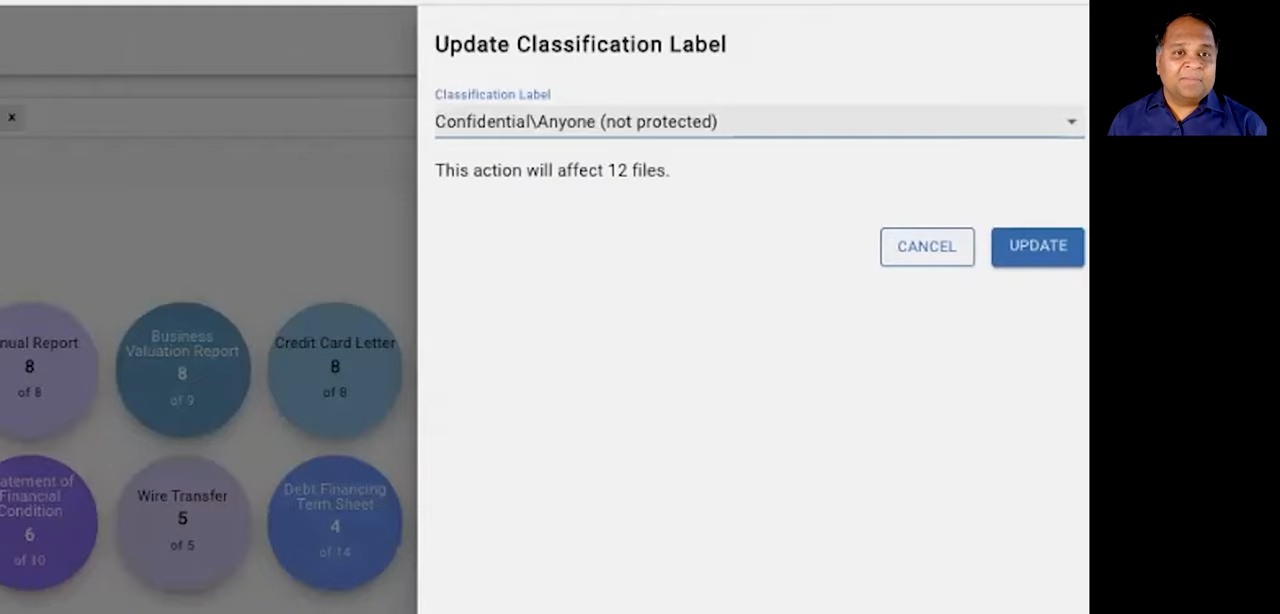 Update Classification Label
Classification Label
Confidential\Anyone (not protected)
This action will affect 12 files.
CANCEL
UPDATE
x
nual Report
8
of 8
Business
Valuation Report
8
of 9
Credit Card Letter
8
of 8
atement of
Financial
Condition
6
of 10
Wire Transfer
5
of 5
Debt Financing
Term Sheet
4
of 14